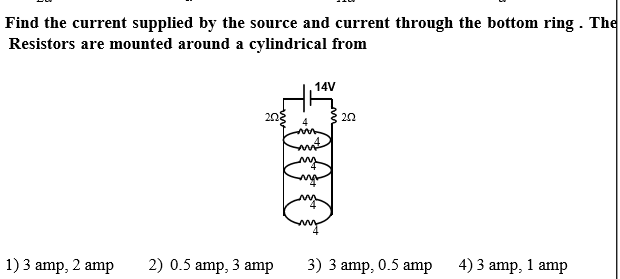 Find the current supplied by the source and current through the bottom ring . The
Resistors are mounted around a cylindrical from
14V
2Ω 2Ω
4
4
4
4
4
4
1) 3 amp, 2 amp 2) 0.5 amp, 3 amp 3) 3 amp, 0.5 amp 4) 3 amp, 1 amp